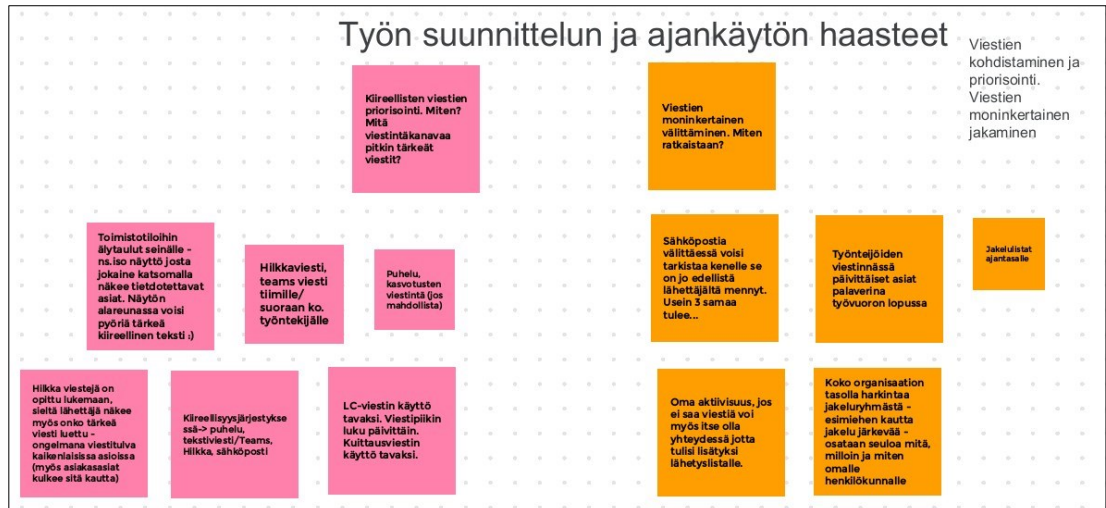 Työn suunnittelun ja ajankäytön haasteet
Viestien
kohdistaminen ja
priorisointi.
Viestien
moninkertainen
jakaminen
Kiireellisten viestien
priorisointi. Miten?
Mitä
viestintäkanavaa
pitkin tärkeät
viestit?
Viestien
moninkertainen
välittäminen. Miten
ratkaistaan?
Toimistotiloihin
älytaulut seinälle -
ns.iso näyttö josta
jokaine katsomalla
näkee tietdotettavat
asiat. Näytön
alareunassa voisi
pyöriä tärkeä
kiireellinen teksti :)
Hilkkaviesti,
teams viesti
tiimille/
suoraan ko.
työntekijälle
Puhelu,
kasvotusten
viestintä (jos
mahdollista)
Sähköpostia
välittäessä voisi
tarkistaa kenelle se
on jo edellistä
lähettäjältä mennyt.
Usein 3 samaa
tulee...
Työnteijöiden
viestinnässä
päivittäiset asiat
palaverina
työvuoron lopussa
Jakelulistat
ajantasalle
Hilkka viestejä on
opittu lukemaan,
sieltä lähettäjä näkee
myös onko tärkeä
viesti luettu -
ongelmana viestitulva
kaikenlaisissa asioissa
(myös asiakasasiat
kulkee sitä kautta)
Kiireellisyysjärjestykse
ssä-> puhelu,
tekstiviesti/Teams,
Hilkka, sähköposti
LC-viestin käyttö
tavaksi. Viestipiikin
luku päivittäin.
Kuittausviestin
käyttö tavaksi.
Oma aktiivisuus, jos
ei saa viestiä voi
myös itse olla
yhteydessä jotta
tulisi lisätyksi
lähetyslistalle.
Koko organisaation
tasolla harkintaa
jakeluryhmästä -
esimiehen kautta
jakelu järkevää -
osataan seuloa mitä,
milloin ja miten
omalle
henkilökunnalle